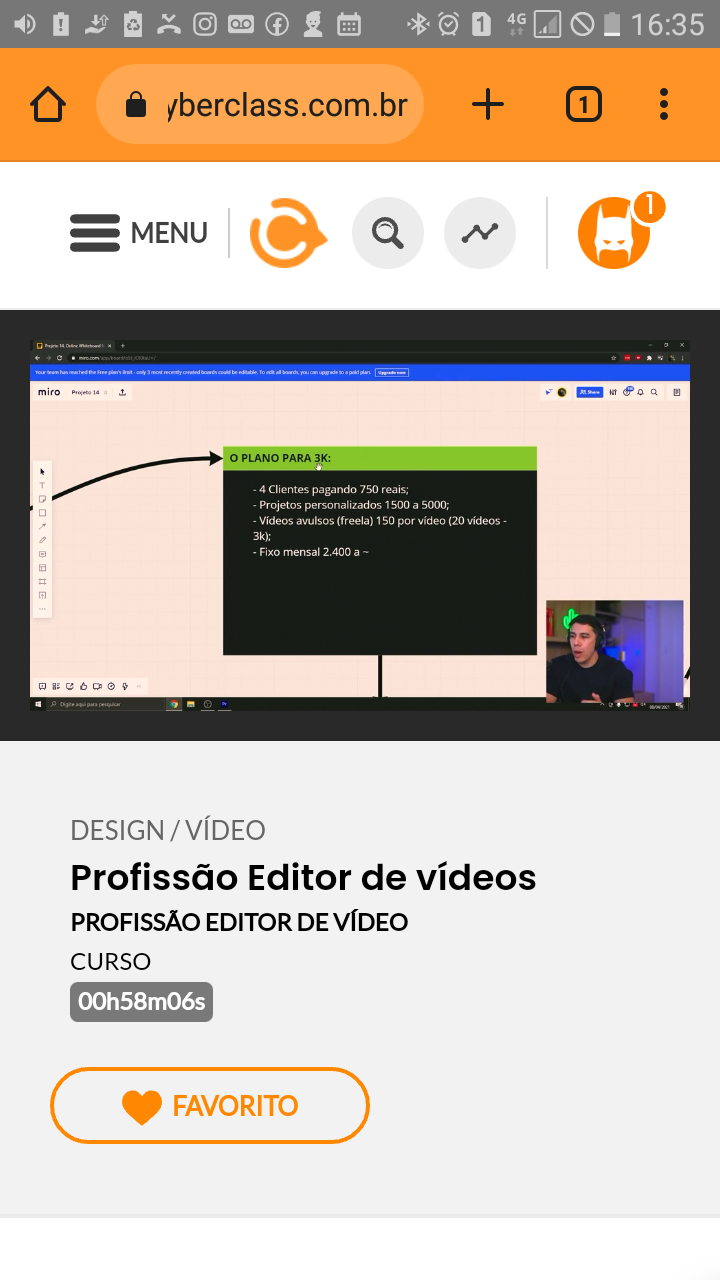 4G
16:35
yberclass.com.br
1
MENU
1
Projeto 14, Online Whiteboard f
Your team has reached the Free plan's limit - only 3 most recently created boards could be editable. To edit all boards, you can upgrade to a paid plan.
Upgrade now
miro
Projeto 14
Share
O PLANO PARA 3K:
- 4 Clientes pagando 750 reais;
- Projetos personalizados 1500 a 5000;
- Vídeos avulsos (freela) 150 por vídeo (20 vídeos -
3k);
- Fixo mensal 2.400 a ~
Digite aqui para pesquisar
DESIGN / VÍDEO
Profissão Editor de vídeos
PROFISSÃO EDITOR DE VÍDEO
CURSO
00h58m06s
FAVORITO